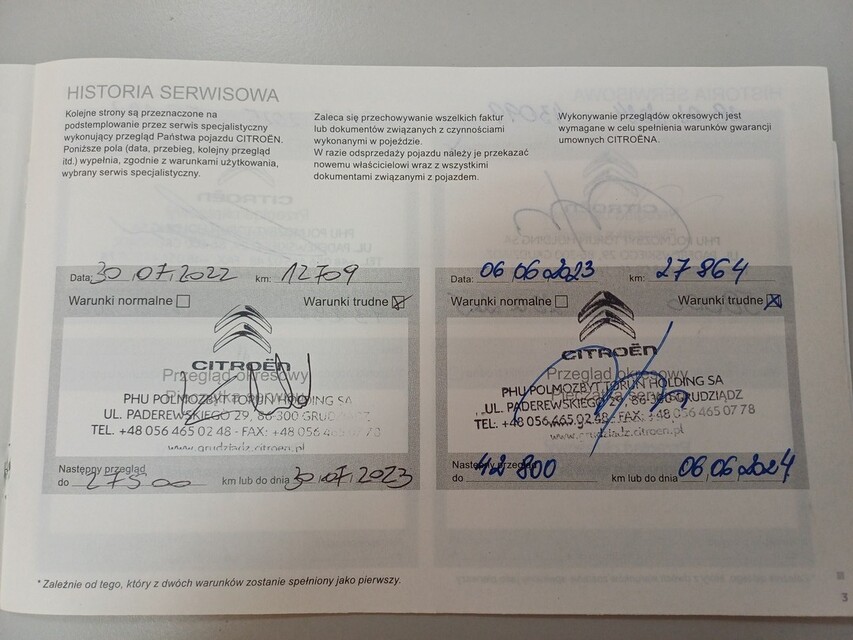 HISTORIA SERWISOWA
Kolejne strony są przeznaczone na
podstemplowanie przez serwis specjalistyczny
wykonujący przegląd Państwa pojazdu CITROËN.
Poniższe pola (data, przebieg, kolejny przegląd
itd.) wypełnia, zgodnie z warunkami użytkowania,
wybrany serwis specjalistyczny.
Zaleca się przechowywanie wszelkich faktur
lub dokumentów związanych z czynnościami
wykonanymi w pojeździe.
W razie odsprzedaży pojazdu należy je przekazać
nowemu właścicielowi wraz z wszystkimi
dokumentami związanymi z pojazdem.
Wykonywanie przeglądów okresowych jest
wymagane w celu spełnienia warunków gwarancji
umownych CITROËNA.
Data: 30.07.2022 km: 12709
Warunki normalne Warunki trudne
CITROËN
Przegląd okresowy
PHU POLMOZBYT TORUŃ HOLDING SA
UL. PADEREWSKIEGO 29, 86-300 GRUDZIĄDZ
TEL. +48 056 465 02 48 - FAX: +48 056 465 07 78
www.grudziadz.citroen.pl
Następny przegląd
do 27500 km lub do dnia 30.07.2023
Data: 06.06.2023 km: 27864
Warunki normalne Warunki trudne
CITROËN
Przegląd okresowy
PHU POLMOZBYT TORUŃ HOLDING SA
UL. PADEREWSKIEGO 29, 86-300 GRUDZIĄDZ
TEL. +48 056 465 02 48 - FAX: +48 056 465 07 78
www.grudziadz.citroen.pl
Następny przegląd
do 42800 km lub do dnia 06.06.2024
* Zależnie od tego, który z dwóch warunków zostanie spełniony jako pierwszy.
3